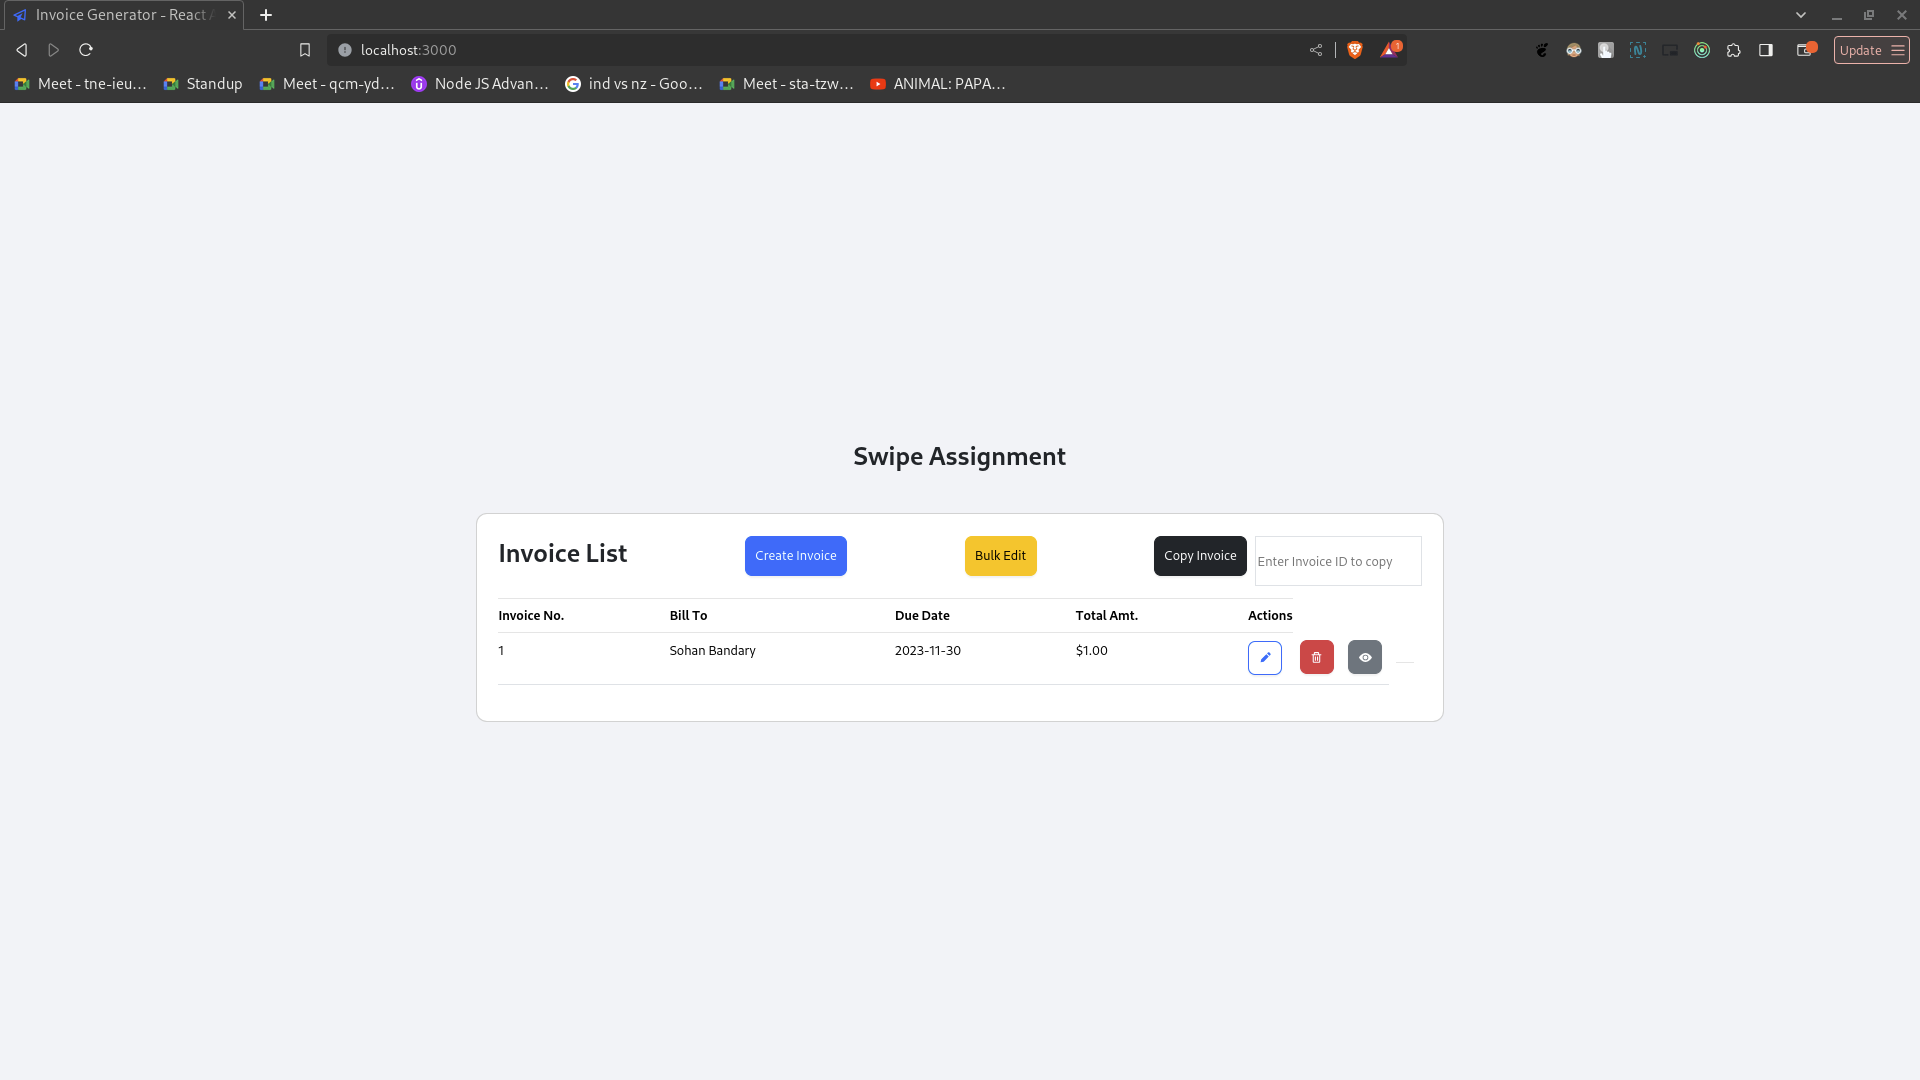 Invoice Generator - React A
localhost:3000
1
Update
Meet - tne-ieu... Standup Meet - qcm-yd... Node JS Advan... ind vs nz - Goo... Meet - sta-tzw... ANIMAL: PAPA...
Swipe Assignment
Invoice List Create Invoice Bulk Edit Copy Invoice Enter Invoice ID to copy
Invoice No. Bill To Due Date Total Amt. Actions
1 Sohan Bandary 2023-11-30 $1.00